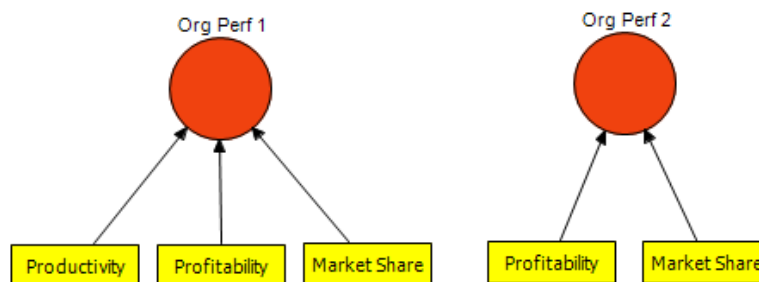 Org Perf 1
Org Perf 2
Productivity
Profitability
Market Share
Profitability
Market Share